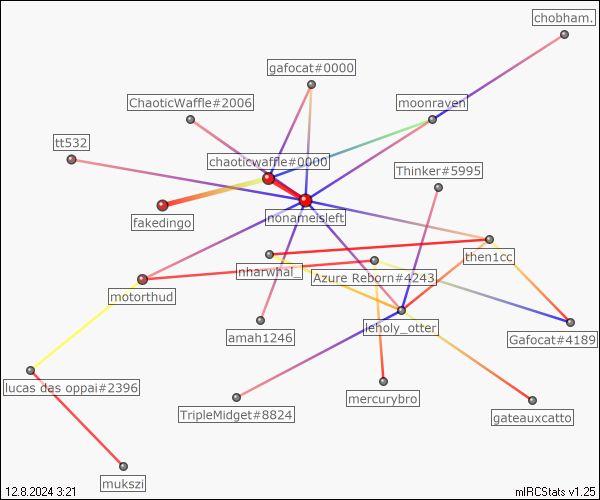 chobham.
gafocat#0000
ChaoticWaffle#2006
moonraven
tt532
chaoticwaffle#0000
Thinker#5995
fakedingo
nonameisleft
then1cc
nharwhal_
Azure Reborn#4243
motorthud
leholy_otter
amah1246
Gafocat#4189
lucas das oppai#2396
mercurybro
TripleMidget#8824
gateauxcatto
mukszi
12.8.2024 3:21
mIRCStats v1.25